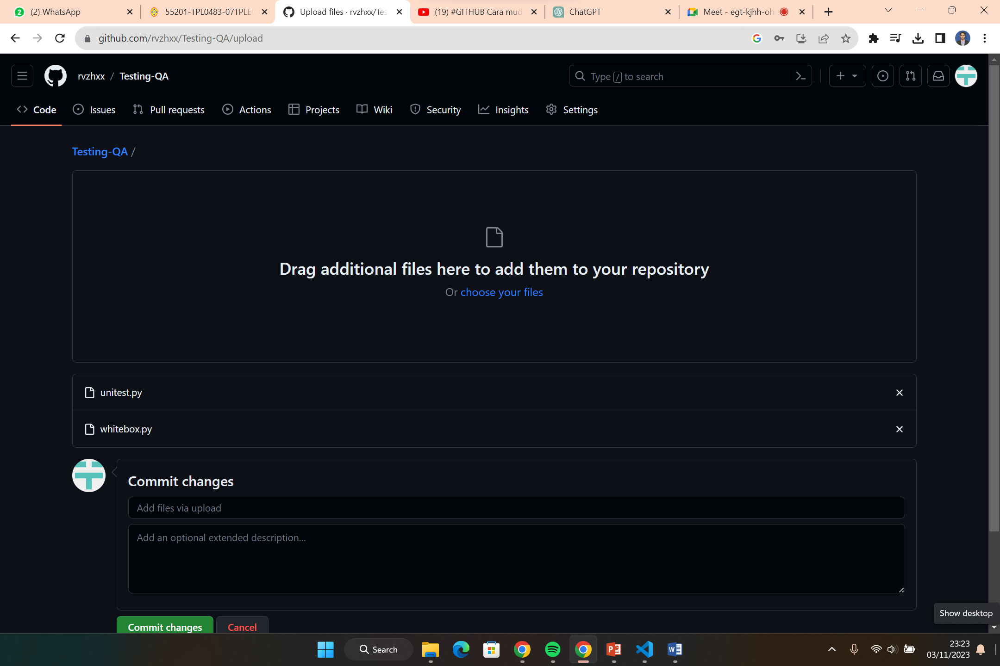 (2) WhatsApp
55201-TPL0483-07TPLE
Upload files · rvzhxx/Tes
(19) #GITHUB Cara mud
ChatGPT
Meet - egt-kjhh-oh
github.com/rvzhxx/Testing-QA/upload
rvzhxx / Testing-QA
Type / to search
Code
Issues
Pull requests
Actions
Projects
Wiki
Security
Insights
Settings
Testing-QA /
Drag additional files here to add them to your repository
Or choose your files
unitest.py
whitebox.py
Commit changes
Add files via upload
Add an optional extended description...
Commit changes
Cancel
Show desktop
Search
23:23
03/11/2023